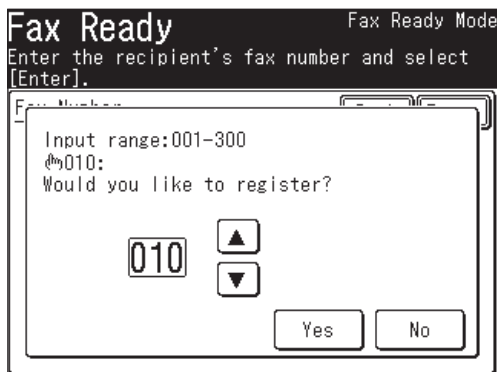 Fax Ready
Fax Ready Mode
Enter the recipient's fax number and select
[Enter].
Input range:001-300
010:
Would you like to register?
010
Yes
No